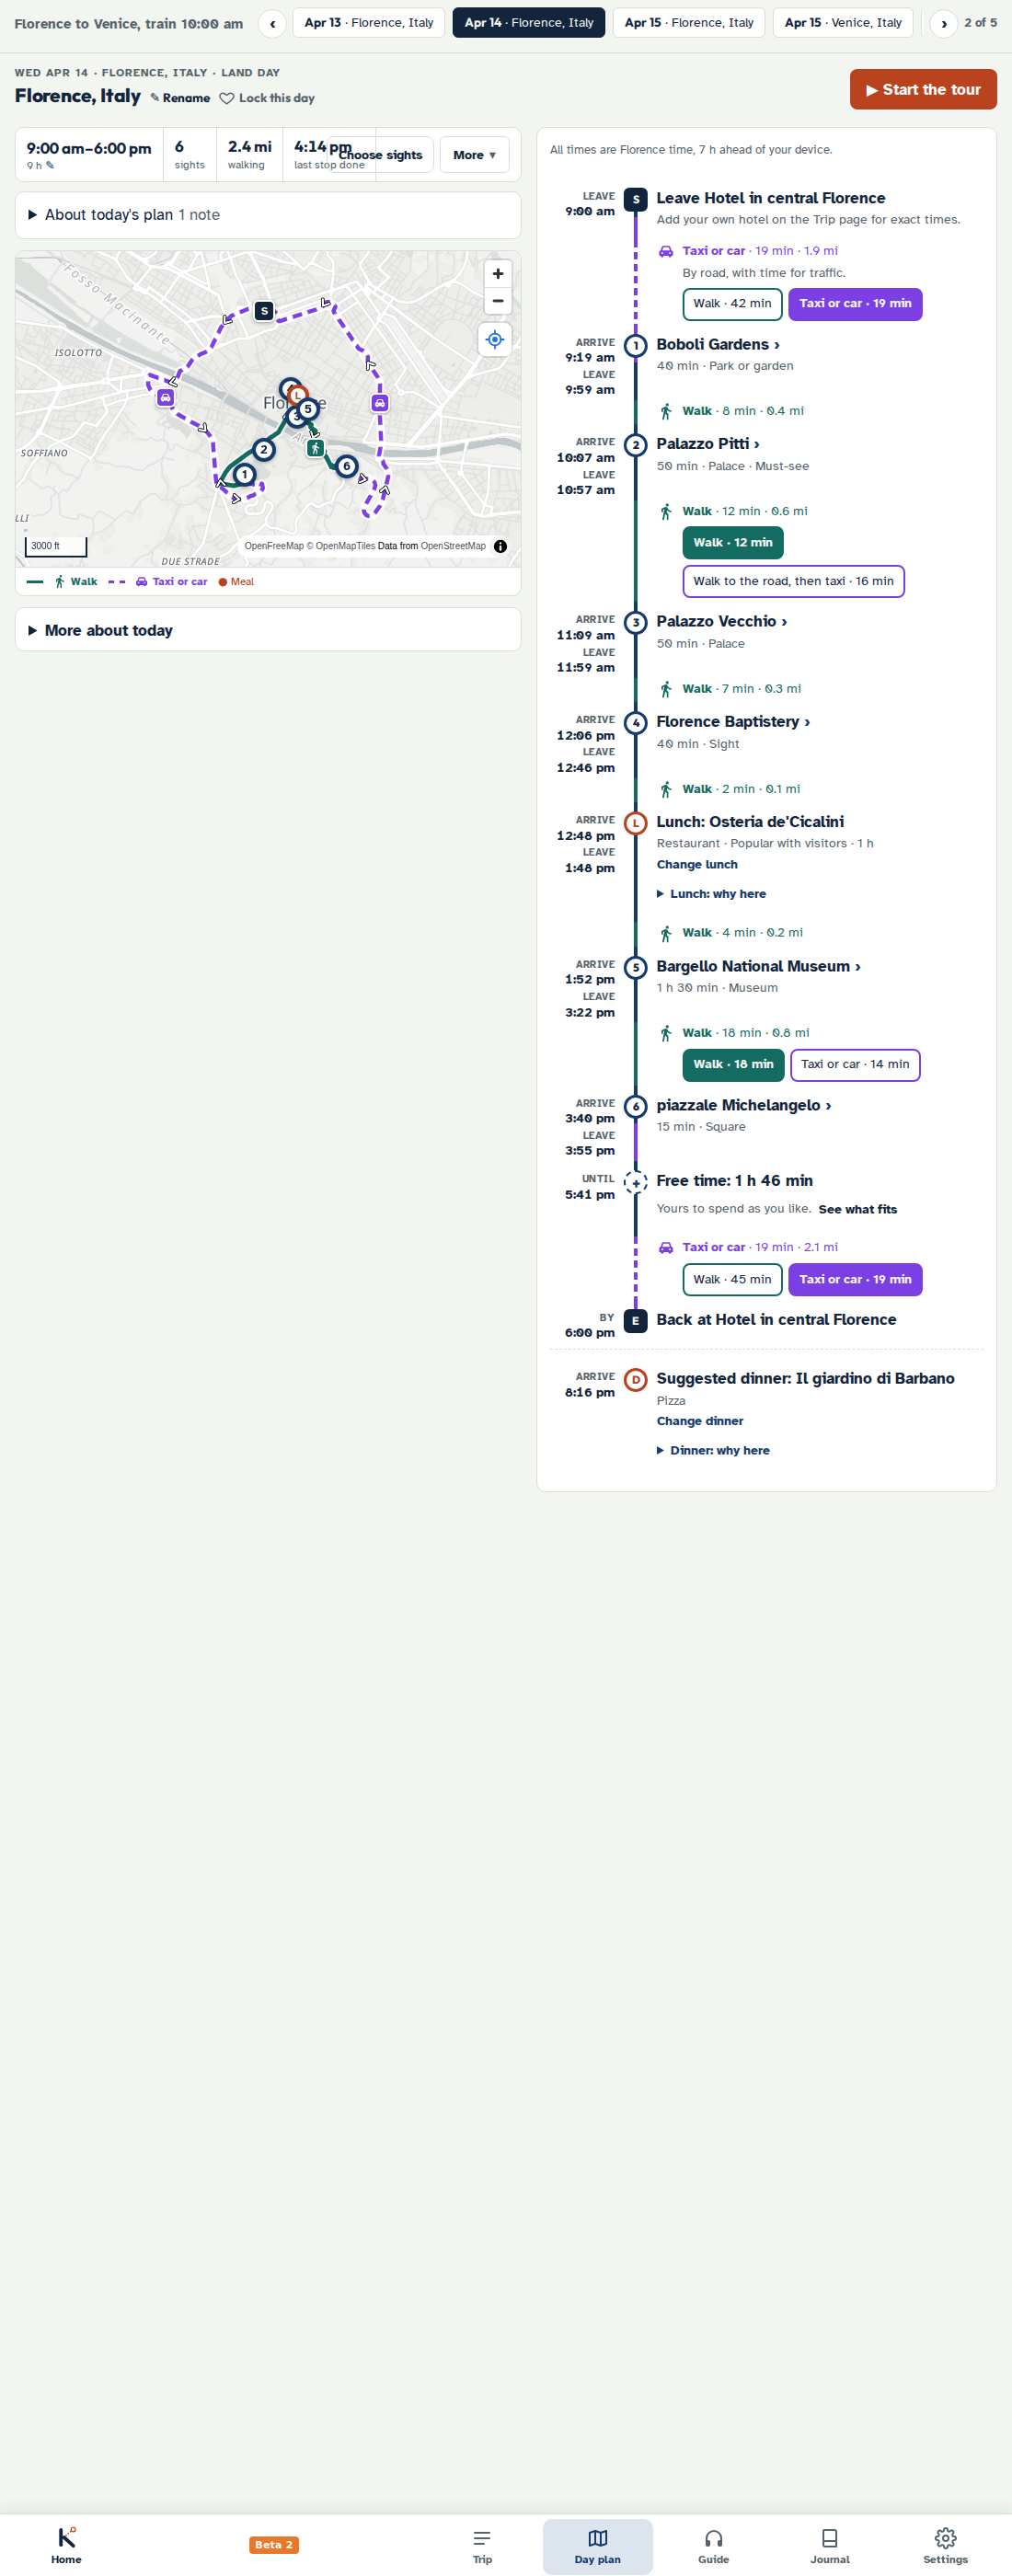 Florence to Venice, train 10:00 am
‹
Apr 13 · Florence, Italy
Apr 14 · Florence, Italy
Apr 15 · Florence, Italy
Apr 15 · Venice, Italy
›
2 of 5
WED APR 14 · FLORENCE, ITALY · LAND DAY
Florence, Italy ✎ Rename Lock this day
▶ Start the tour
9:00 am–6:00 pm
9 h ✎
6
sights
2.4 mi
walking
4:14 pm
last stop done
Choose sights
More ▾
▶ About today's plan 1 note
Fosso Macinante
ISOLOTTO
SOFFIANO
LLI
DUE STRADE
S
L
3
5
2
1
6
+
−
3000 ft
OpenFreeMap © OpenMapTiles Data from OpenStreetMap
Walk Taxi or car Meal
▶ More about today
All times are Florence time, 7 h ahead of your device.
LEAVE
9:00 am
S
Leave Hotel in central Florence
Add your own hotel on the Trip page for exact times.
Taxi or car · 19 min · 1.9 mi
By road, with time for traffic.
Walk · 42 min
Taxi or car · 19 min
ARRIVE
9:19 am
LEAVE
9:59 am
1
Boboli Gardens ›
40 min · Park or garden
Walk · 8 min · 0.4 mi
ARRIVE
10:07 am
LEAVE
10:57 am
2
Palazzo Pitti ›
50 min · Palace · Must-see
Walk · 12 min · 0.6 mi
Walk · 12 min
Walk to the road, then taxi · 16 min
ARRIVE
11:09 am
LEAVE
11:59 am
3
Palazzo Vecchio ›
50 min · Palace
Walk · 7 min · 0.3 mi
ARRIVE
12:06 pm
LEAVE
12:46 pm
4
Florence Baptistery ›
40 min · Sight
Walk · 2 min · 0.1 mi
ARRIVE
12:48 pm
LEAVE
1:48 pm
L
Lunch: Osteria de'Cicalini
Restaurant · Popular with visitors · 1 h
Change lunch
▶ Lunch: why here
Walk · 4 min · 0.2 mi
ARRIVE
1:52 pm
LEAVE
3:22 pm
5
Bargello National Museum ›
1 h 30 min · Museum
Walk · 18 min · 0.8 mi
Walk · 18 min
Taxi or car · 14 min
ARRIVE
3:40 pm
LEAVE
3:55 pm
6
piazzale Michelangelo ›
15 min · Square
UNTIL
5:41 pm
+
Free time: 1 h 46 min
Yours to spend as you like. See what fits
Taxi or car · 19 min · 2.1 mi
Walk · 45 min
Taxi or car · 19 min
BY
6:00 pm
E
Back at Hotel in central Florence
ARRIVE
8:16 pm
D
Suggested dinner: Il giardino di Barbano
Pizza
Change dinner
▶ Dinner: why here
Home
Beta 2
Trip
Day plan
Guide
Journal
Settings